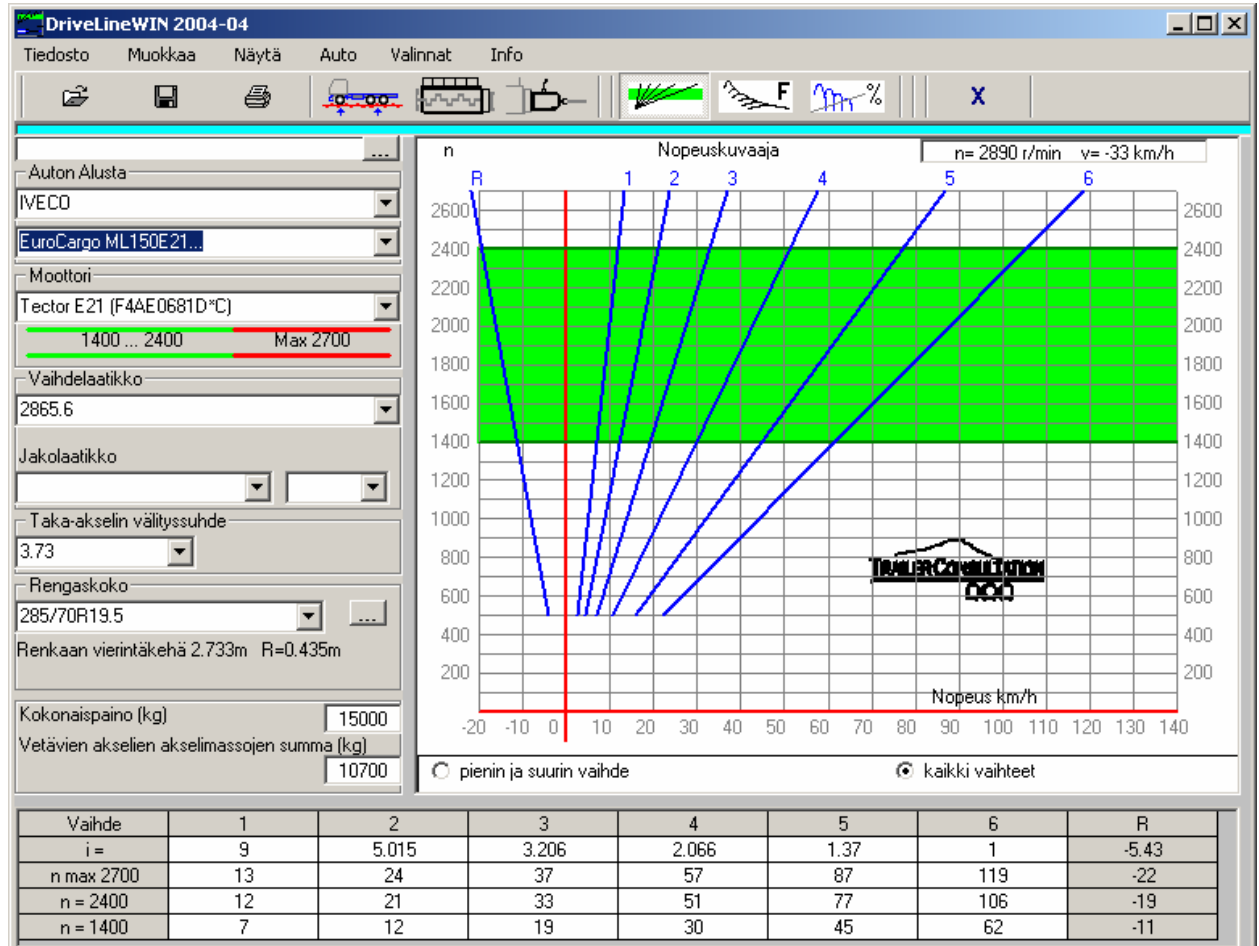 DriveLineWIN 2004-04
Tiedosto Muokkaa Näytä Auto Valinnat Info
F % X
...
Auton Alusta
IVECO
EuroCargo ML150E21...
Moottori
Tector E21 (F4AE0681D*C)
1400 ... 2400 Max 2700
Vaihdelaatikko
2865.6
Jakolaatikko
Taka-akselin välityssuhde
3.73
Rengaskoko
285/70R19.5 ...
Renkaan vierintäkehä 2.733m R=0.435m
Kokonaispaino (kg) 15000
Vetävien akselien akselimassojen summa (kg)
10700
n Nopeuskuvaaja n= 2890 r/min v= -33 km/h
R 1 2 3 4 5 6
2600 2600
2400 2400
2200 2200
2000 2000
1800 1800
1600 1600
1400 1400
1200 1200
1000 1000
800 800
TRAILER CONSULTATION
600 600
400 400
200 200
Nopeus km/h
-20 -10 0 10 20 30 40 50 60 70 80 90 100 110 120 130 140
pienin ja suurin vaihde kaikki vaihteet
Vaihde 1 2 3 4 5 6 R
i = 9 5.015 3.206 2.066 1.37 1 -5.43
n max 2700 13 24 37 57 87 119 -22
n = 2400 12 21 33 51 77 106 -19
n = 1400 7 12 19 30 45 62 -11